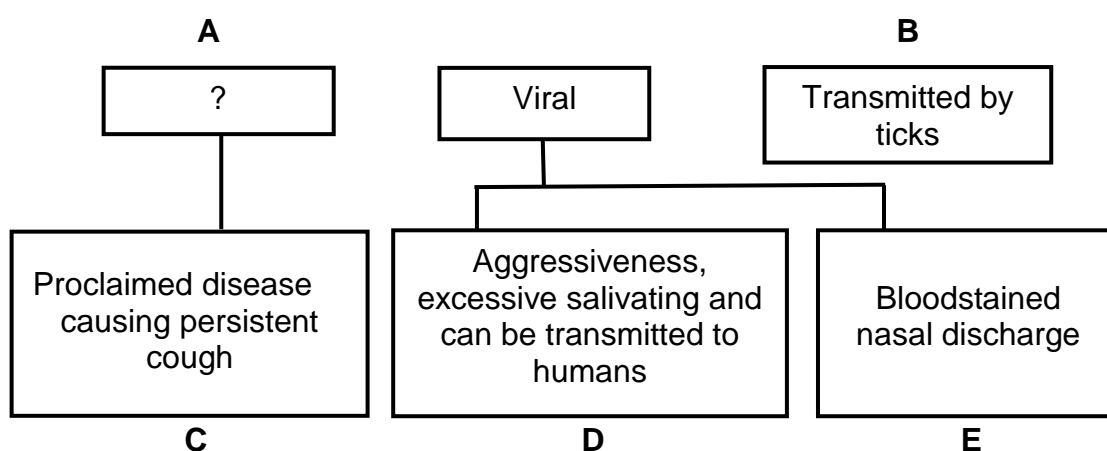 A
B
?
Viral
Transmitted by
ticks
Proclaimed disease
causing persistent
cough
Aggressiveness,
excessive salivating and
can be transmitted to
humans
Bloodstained
nasal discharge
C
D
E